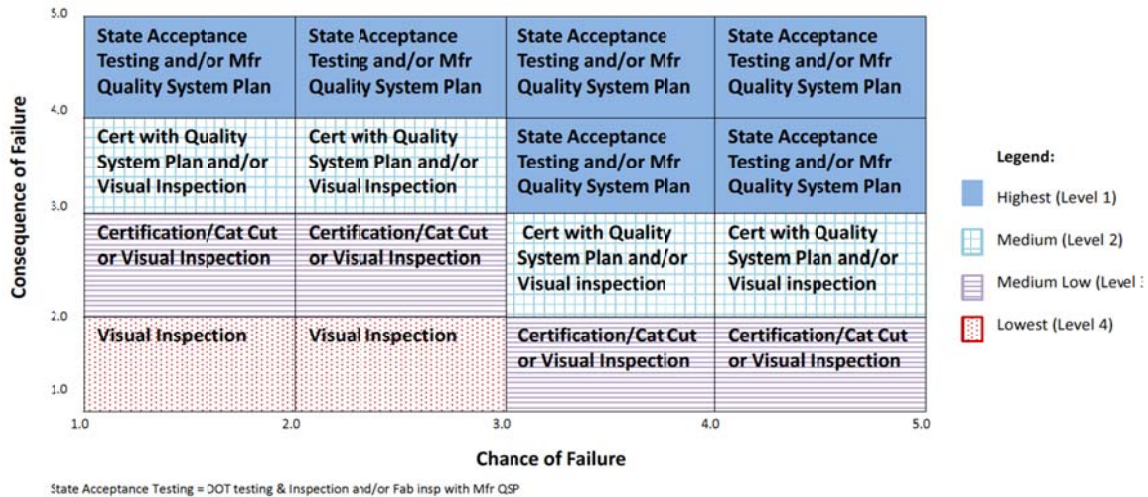 5.0
State Acceptance
Testing and/or Mfr
Quality System Plan
State Acceptance
Testing and/or Mfr
Quality System Plan
State Acceptance
Testing and/or Mfr
Quality System Plan
State Acceptance
Testing and/or Mfr
Quality System Plan
4.0
Cert with Quality
System Plan and/or
Visual Inspection
Cert with Quality
System Plan and/or
Visual Inspection
State Acceptance
Testing and/or Mfr
Quality System Plan
State Acceptance
Testing and/or Mfr
Quality System Plan
3.0
Certification/Cat Cut
or Visual Inspection
Certification/Cat Cut
or Visual Inspection
Cert with Quality
System Plan and/or
Visual inspection
Cert with Quality
System Plan and/or
Visual inspection
2.0
Visual Inspection
Visual Inspection
Certification/Cat Cut
or Visual Inspection
Certification/Cat Cut
or Visual Inspection
1.0
1.0
2.0
3.0
4.0
5.0
Consequence of Failure
Chance of Failure
Legend:
Highest (Level 1)
Medium (Level 2)
Medium Low (Level
Lowest (Level 4)
State Acceptance Testing = DOT testing & Inspection and/or Fab insp with Mfr QSP